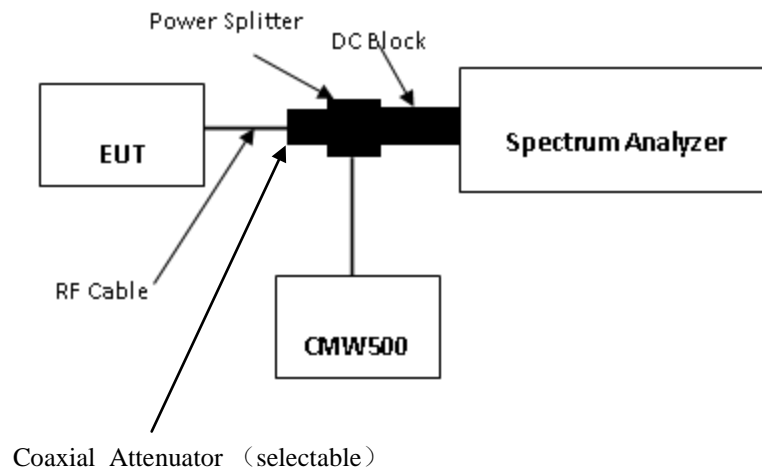 Power Splitter
DC Block
EUT
Spectrum Analyzer
RF Cable
CMW500
Coaxial Attenuator （selectable）